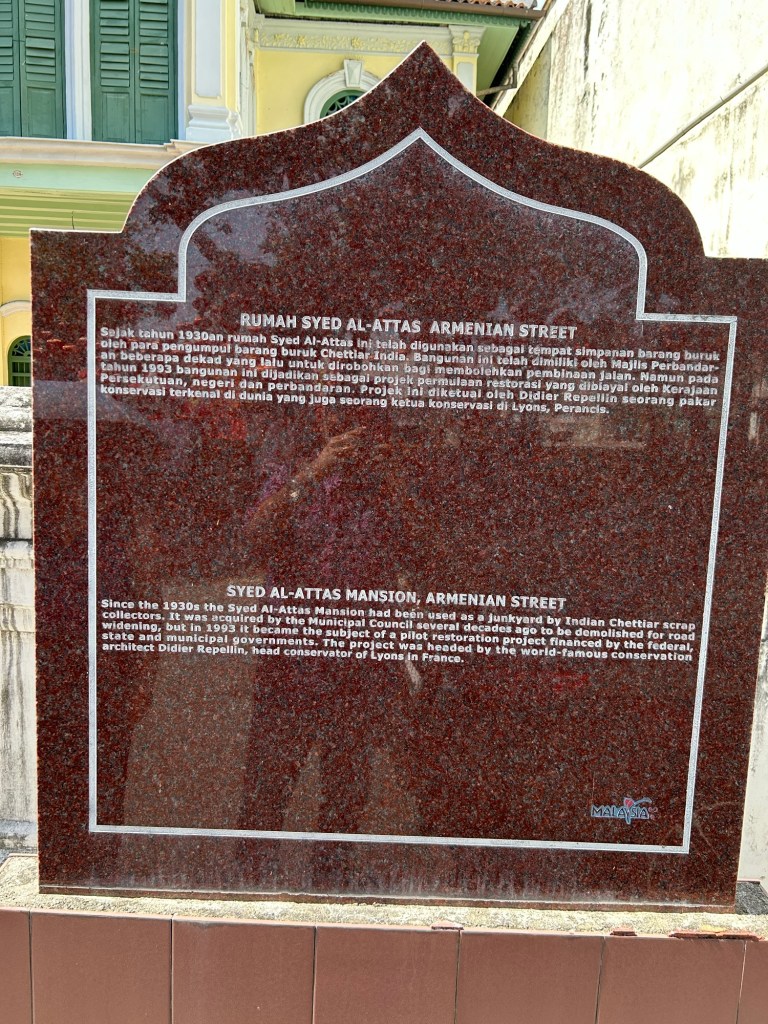 RUMAH SYED AL-ATTAS ARMENIAN STREET
Sejak tahun 1930an rumah Syed Al-Attas ini telah digunakan sebagai tempat simpanan barang buruk
oleh para pengumpul barang buruk Chettiar India. Bangunan ini telah dimiliki oleh Majlis Perbandar-
an beberapa dekad yang lalu untuk dirobohkan bagi membolehkan pembinaan jalan. Namun pada
tahun 1993 bangunan ini dijadikan sebagai projek permulaan restorasi yang dibiayai oleh Kerajaan
Persekutuan, negeri dan perbandaran. Projek ini diketuai oleh Didier Repellin seorang pakar
konservasi terkenal di dunia yang juga seorang ketua konservasi di Lyons, Perancis.
SYED AL-ATTAS MANSION, ARMENIAN STREET
Since the 1930s the Syed Al-Attas Mansion had been used as a junkyard by Indian Chettiar scrap
collectors. It was acquired by the Municipal Council several decades ago to be demolished for road
widening, but in 1993 it became the subject of a pilot restoration project financed by the federal,
state and municipal governments. The project was headed by the world-famous conservation
architect Didier Repellin, head conservator of Lyons in France.
MALAYSIA